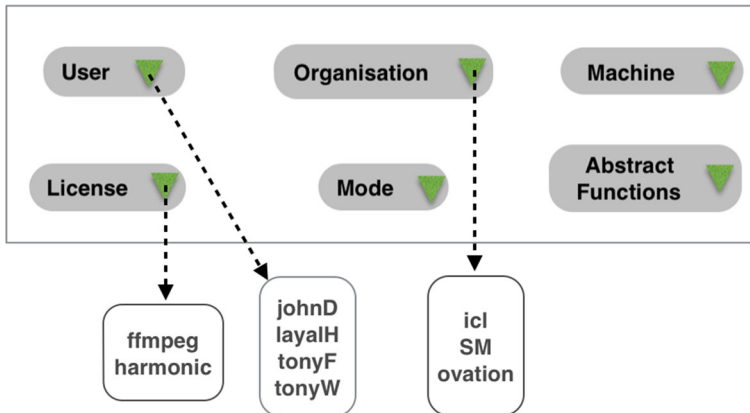 User
Organisation
Machine
License
Mode
Abstract
Functions
ffmpeg
harmonic
johnD
layalH
tonyF
tonyW
icl
SM
ovation